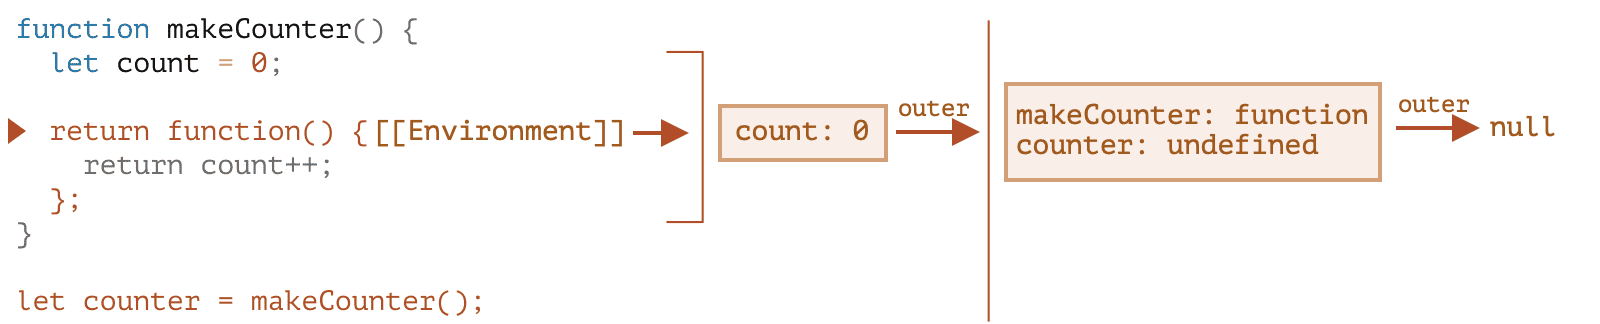 function makeCounter() {
let count = 0;
return function() {[[Environment]]
return count++;
};
}
let counter = makeCounter();
count: 0
outer
makeCounter: function
counter: undefined
outer
null